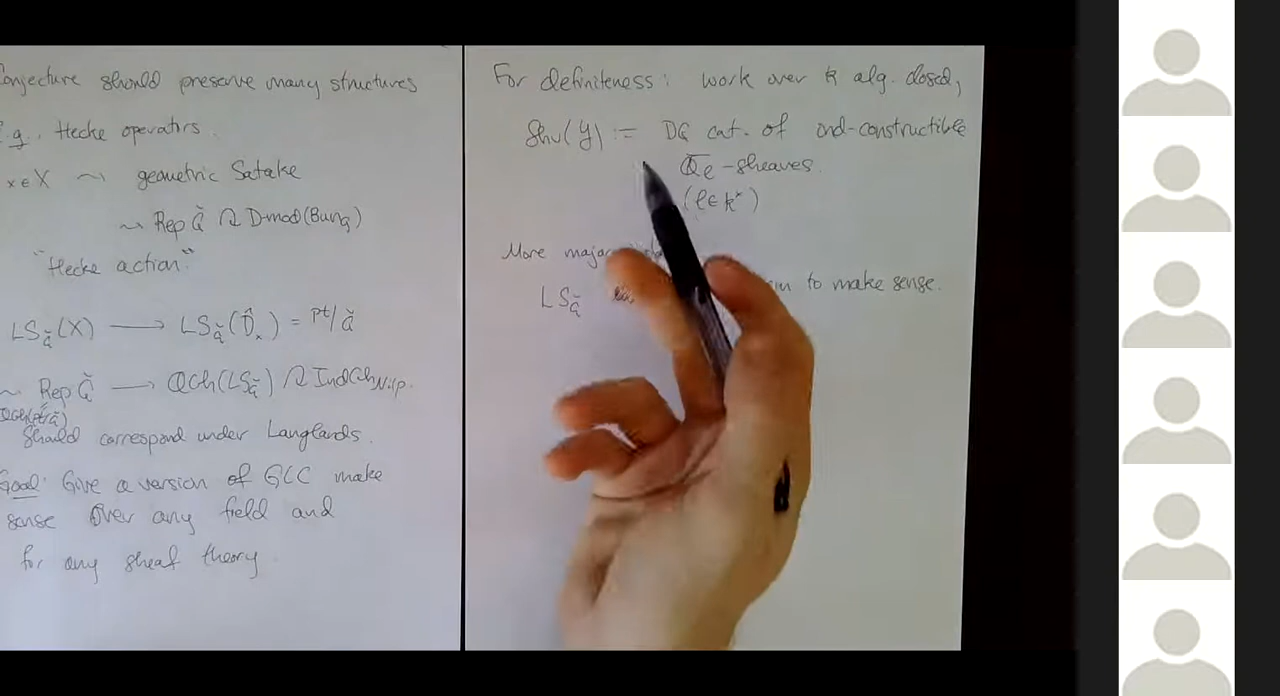 Conjecture should preserve many structures
E.g. Hecke operators.
x∈X ⇝ geometric Satake
⇝ Rep Ǧ ↷ D-mod(Bun_G)
"Hecke action"
LS_Ǧ(X) ⟶ LS_Ǧ(D̂_x) = pt/Ǧ
⇝ Rep Ǧ ⟶ QCoh(LS_Ǧ) ↷ IndCoh_Nilp.
Should correspond under Langlands.
Goal: Give a version of GLC make
sense over any field and
for any sheaf theory.
For definiteness: work over k alg. closed,
Shv(Y) := DG cat. of ind-constructible
Q̄_ℓ-sheaves.
(ℓ∈k^×)
More major
LS_Ǧ to make sense.